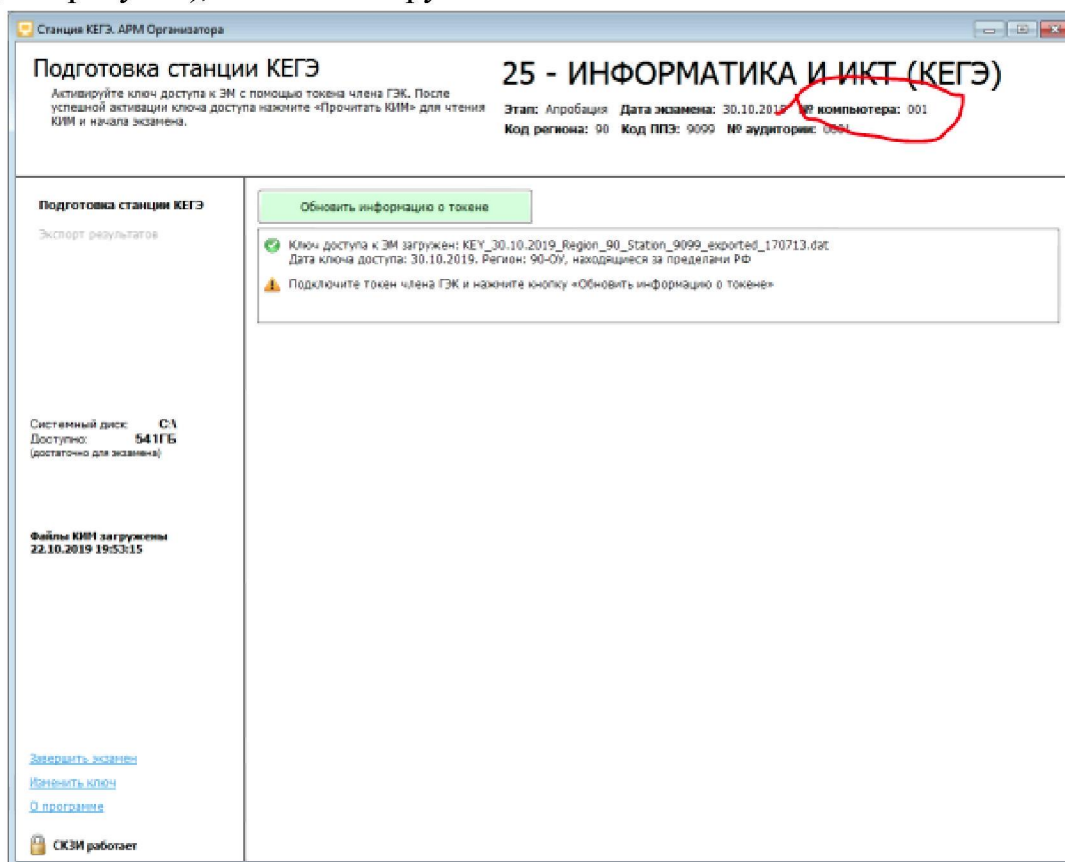 Станция КЕГЭ. АРМ Организатора
Подготовка станции КЕГЭ
Активируйте ключ доступа к ЭМ с помощью токена члена ГЭК. После
успешной активации ключа доступа нажмите «Прочитать КИМ» для чтения
КИМ и начала экзамена.
25 - ИНФОРМАТИКА И ИКТ (КЕГЭ)
Этап: Апробация Дата экзамена: 30.10.2019 № компьютера: 001
Код региона: 90 Код ППЭ: 9099 № аудитории:
Подготовка станции КЕГЭ
Экспорт результатов
Обновить информацию о токене
Ключ доступа к ЭМ загружен: KEY_30.10.2019_Region_90_Station_9099_exported_170713.dat
Дата ключа доступа: 30.10.2019. Регион: 90-ОУ, находящиеся за пределами РФ
Подключите токен члена ГЭК и нажмите кнопку «Обновить информацию о токене»
Системный диск: C:\
Доступно: 541ГБ
(достаточно для экзамена)
Файлы КИМ загружены
22.10.2019 19:53:15
Завершить экзамен
Изменить ключ
О программе
СКЗИ работает